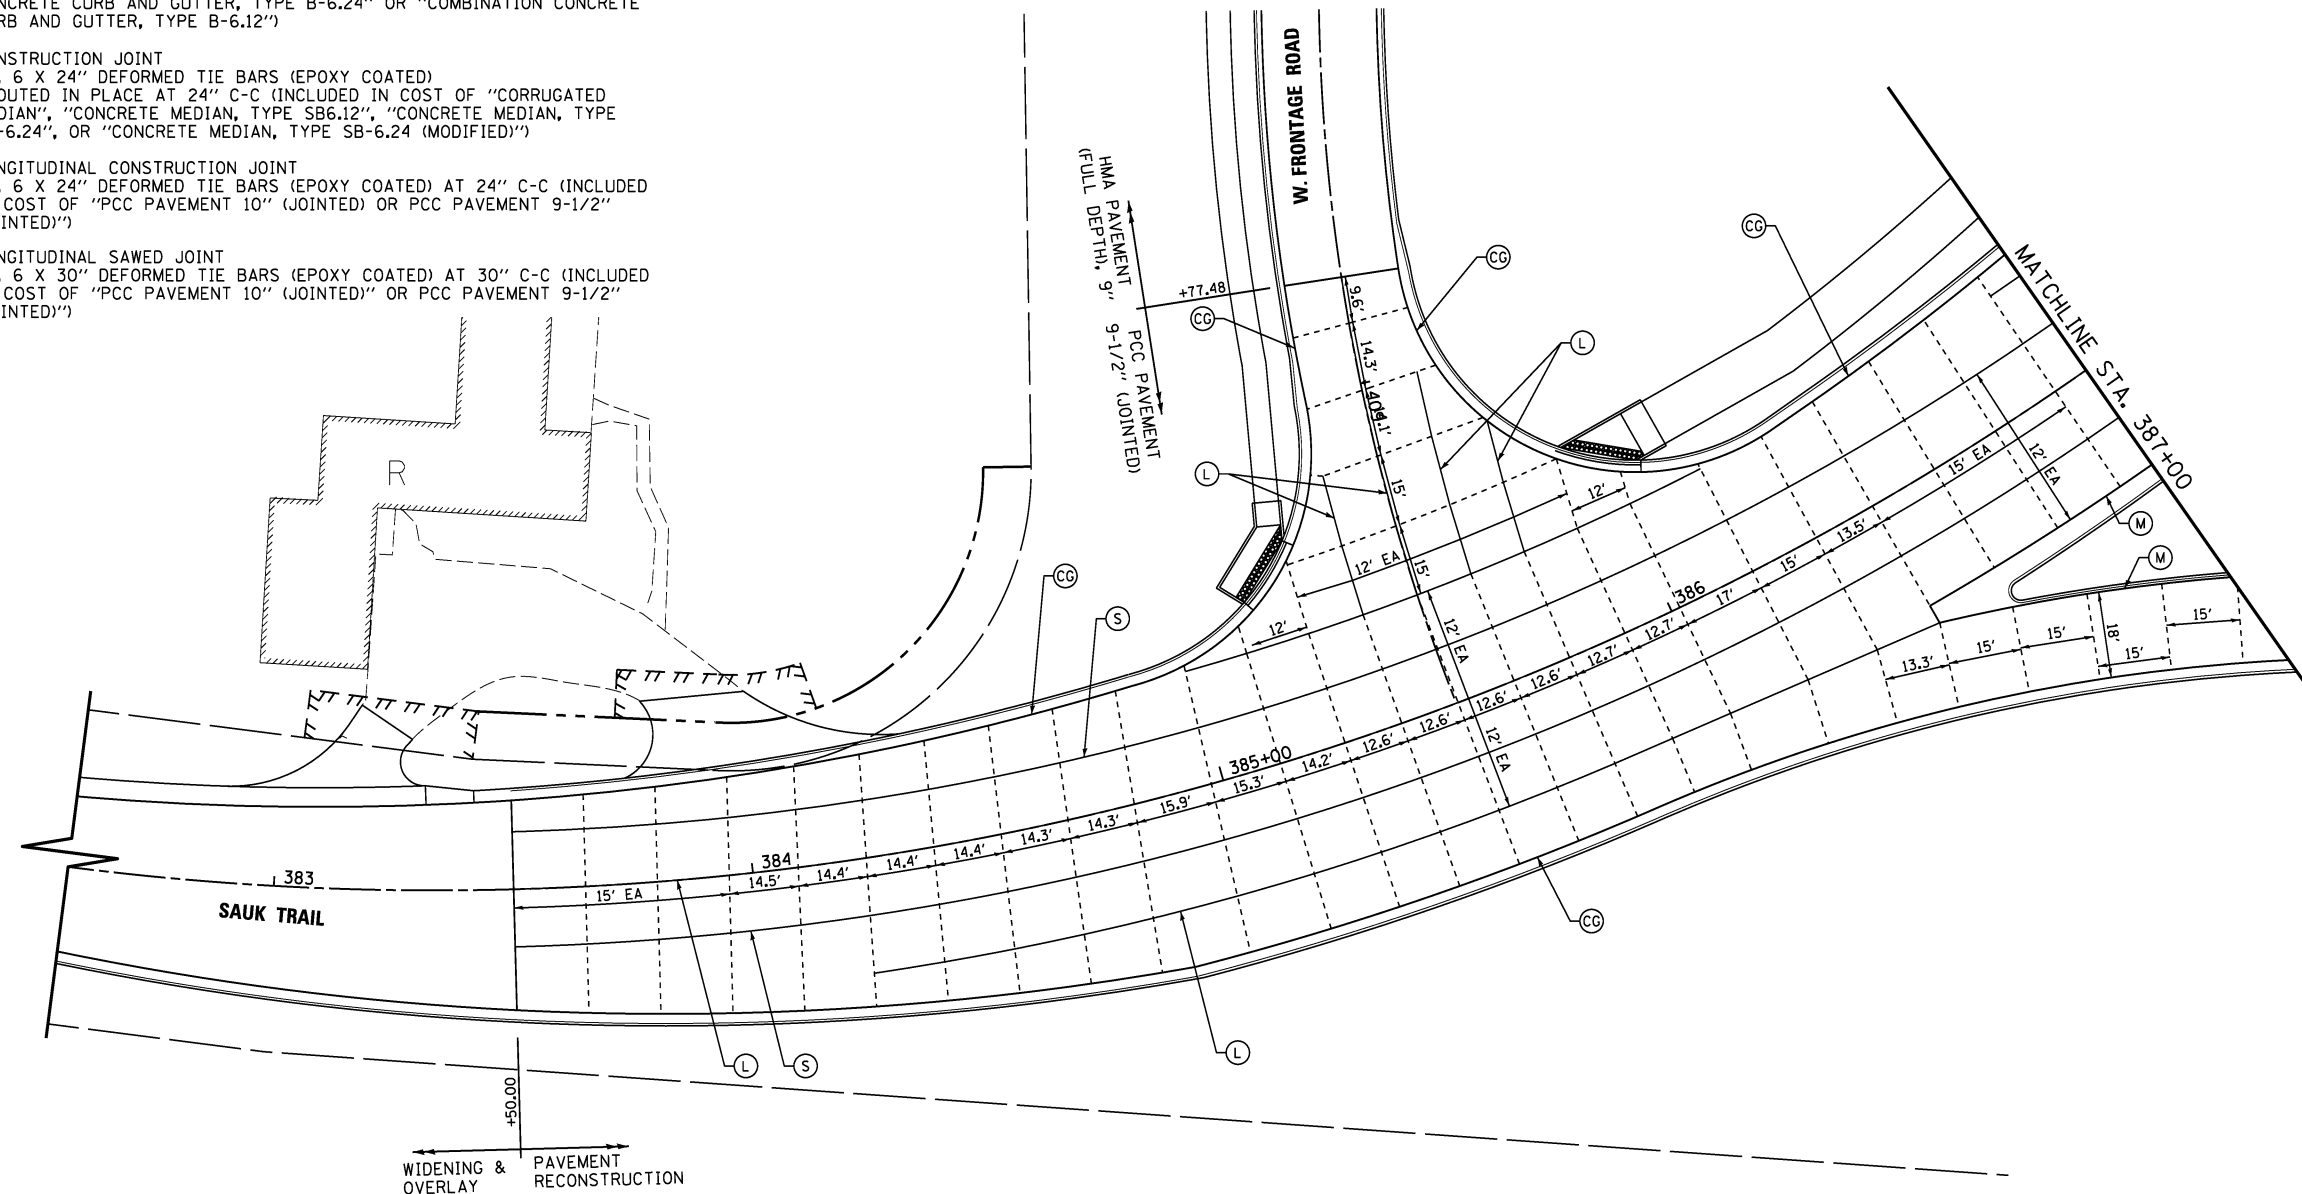 NCRETE CURB AND GUTTER, TYPE B-6.24" OR "COMBINATION CONCRETE
RB AND GUTTER, TYPE B-6.12")
NSTRUCTION JOINT
. 6 X 24" DEFORMED TIE BARS (EPOXY COATED)
OUTED IN PLACE AT 24" C-C (INCLUDED IN COST OF "CORRUGATED
DIAN", "CONCRETE MEDIAN, TYPE SB6.12", "CONCRETE MEDIAN, TYPE
-6.24", OR "CONCRETE MEDIAN, TYPE SB-6.24 (MODIFIED)")
NGITUDINAL CONSTRUCTION JOINT
. 6 X 24" DEFORMED TIE BARS (EPOXY COATED) AT 24" C-C (INCLUDED
COST OF "PCC PAVEMENT 10" (JOINTED) OR PCC PAVEMENT 9-1/2"
INTED)")
NGITUDINAL SAWED JOINT
. 6 X 30" DEFORMED TIE BARS (EPOXY COATED) AT 30" C-C (INCLUDED
COST OF "PCC PAVEMENT 10" (JOINTED)" OR PCC PAVEMENT 9-1/2"
INTED)")
W. FRONTAGE ROAD
HMA PAVEMENT
(FULL DEPTH), 9"
PCC PAVEMENT
9-1/2" (JOINTED)
+77.48
CG
CG
CG
L
L
9.6'
14.3'
14.1'
15'
15'
12' EA
12'
12'
12' EA
12' EA
MATCHLINE STA. 387+00
15' EA
12' EA
M
M
R
CG
S
13.5'
15'
386
17'
12.7'
12.7'
12.6'
12.6'
12.6'
12.6'
14.2'
385+00
15.3'
15.9'
14.3'
14.3'
14.4'
14.4'
14.4'
14.5'
384
15' EA
383
SAUK TRAIL
13.3'
15'
15'
18'
15'
15'
CG
L
S
L
+50.00
WIDENING &
OVERLAY
PAVEMENT
RECONSTRUCTION